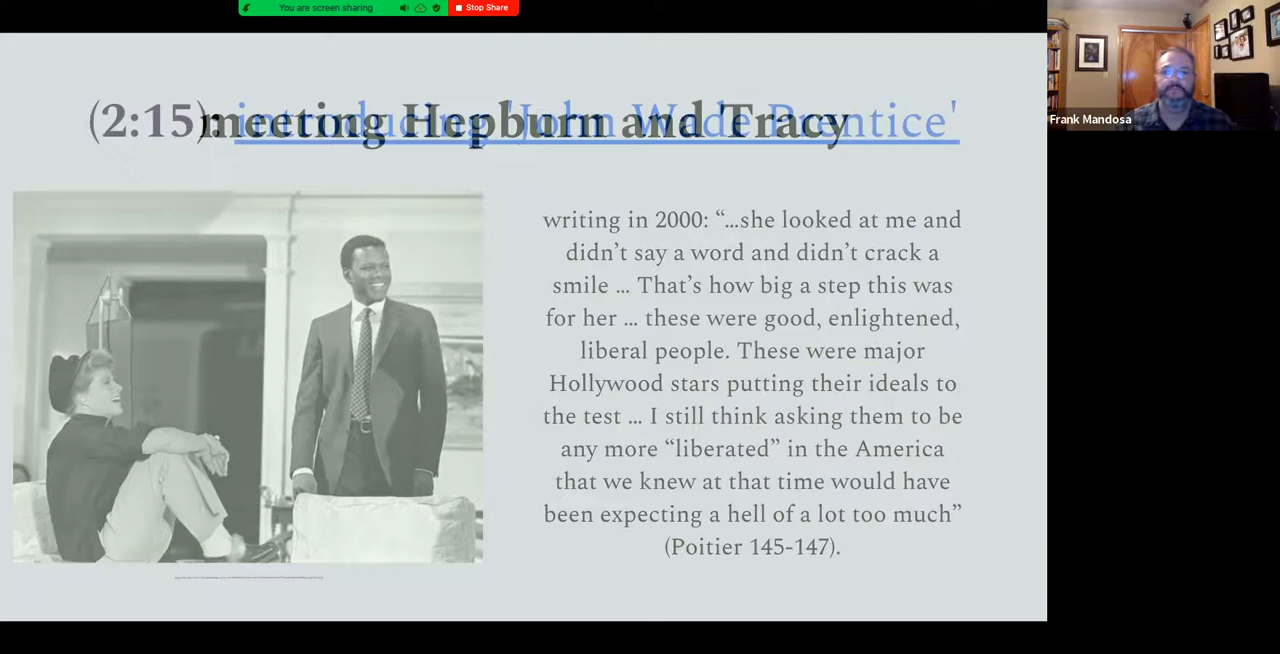 You are screen sharing
Stop Share
(2:15): introducing 'John Wade Prentice'
meeting Hepburn and Tracy
Frank Mandosa
writing in 2000: “…she looked at me and
didn’t say a word and didn’t crack a
smile … That’s how big a step this was
for her … these were good, enlightened,
liberal people. These were major
Hollywood stars putting their ideals to
the test … I still think asking them to be
any more “liberated” in the America
that we knew at that time would have
been expecting a hell of a lot too much”
(Poitier 145-147).